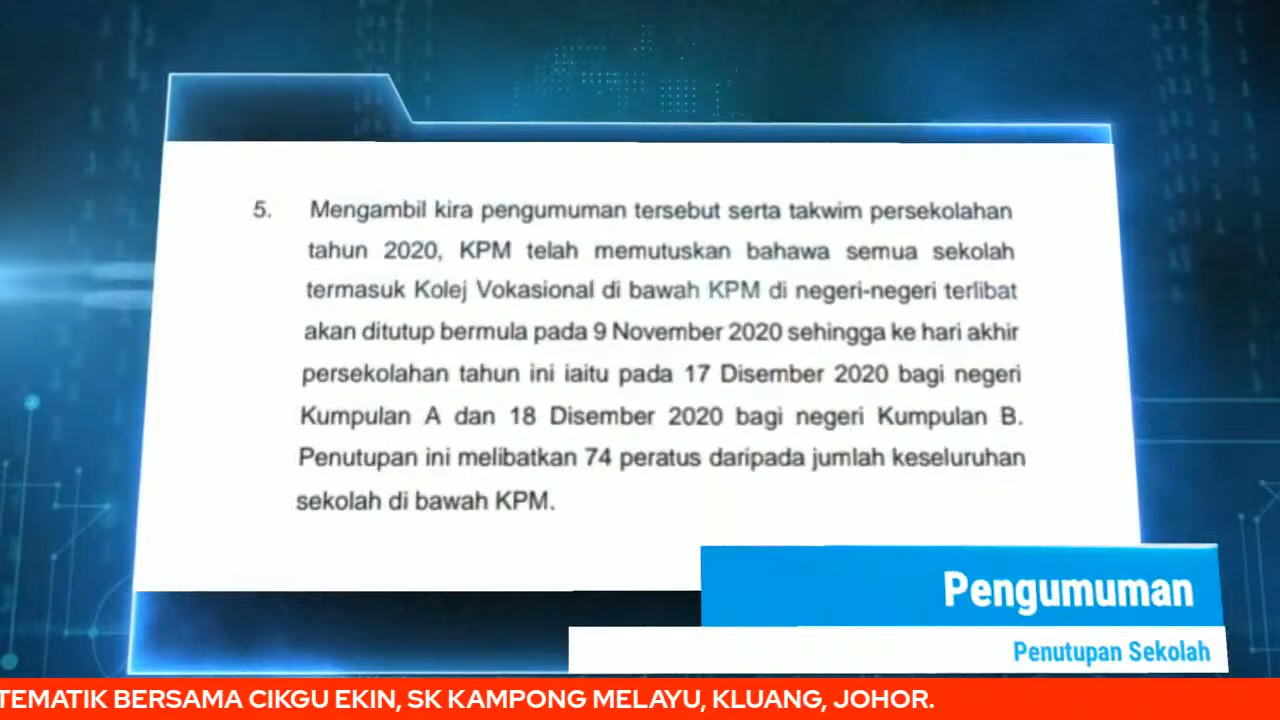 5. Mengambil kira pengumuman tersebut serta takwim persekolahan
tahun 2020, KPM telah memutuskan bahawa semua sekolah
termasuk Kolej Vokasional di bawah KPM di negeri-negeri terlibat
akan ditutup bermula pada 9 November 2020 sehingga ke hari akhir
persekolahan tahun ini iaitu pada 17 Disember 2020 bagi negeri
Kumpulan A dan 18 Disember 2020 bagi negeri Kumpulan B.
Penutupan ini melibatkan 74 peratus daripada jumlah keseluruhan
sekolah di bawah KPM.
Pengumuman
Penutupan Sekolah
TEMATIK BERSAMA CIKGU EKIN, SK KAMPONG MELAYU, KLUANG, JOHOR.